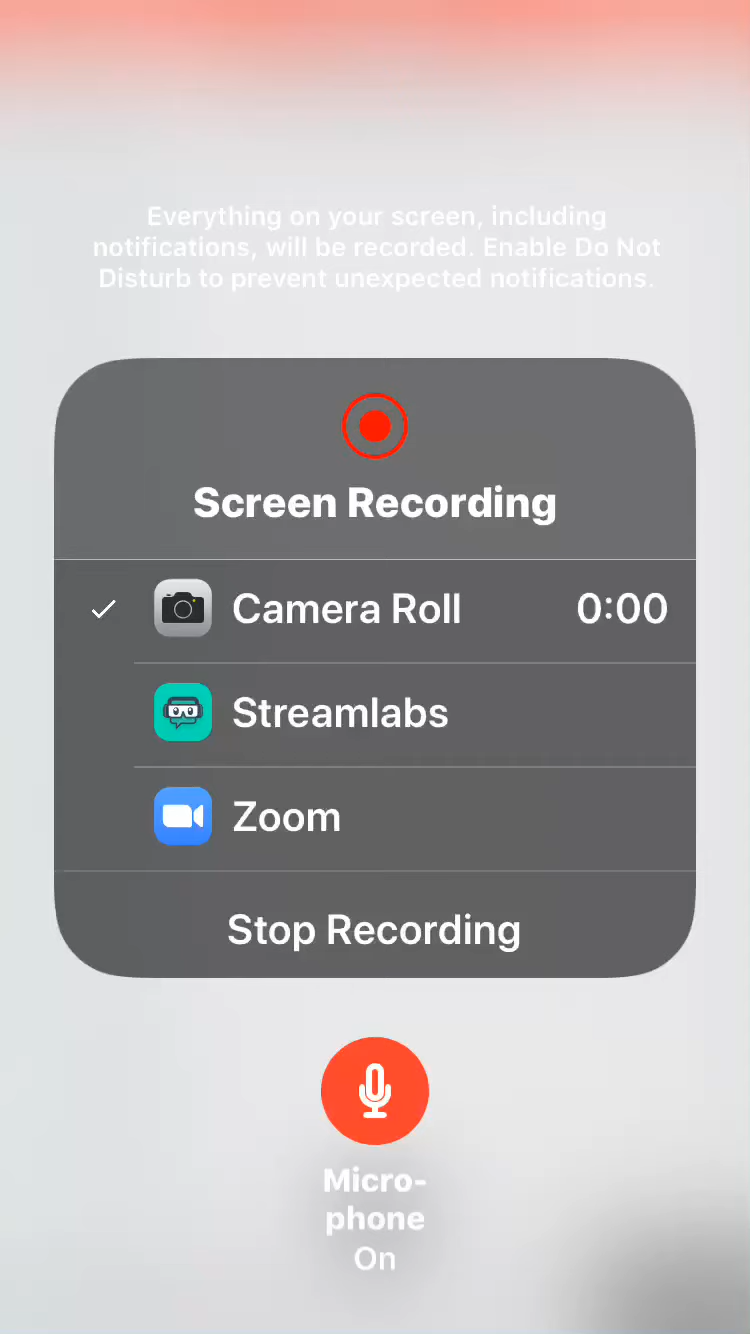 Everything on your screen, including
notifications, will be recorded. Enable Do Not
Disturb to prevent unexpected notifications.
Screen Recording
Camera Roll 0:00
Streamlabs
Zoom
Stop Recording
Micro-
phone
On